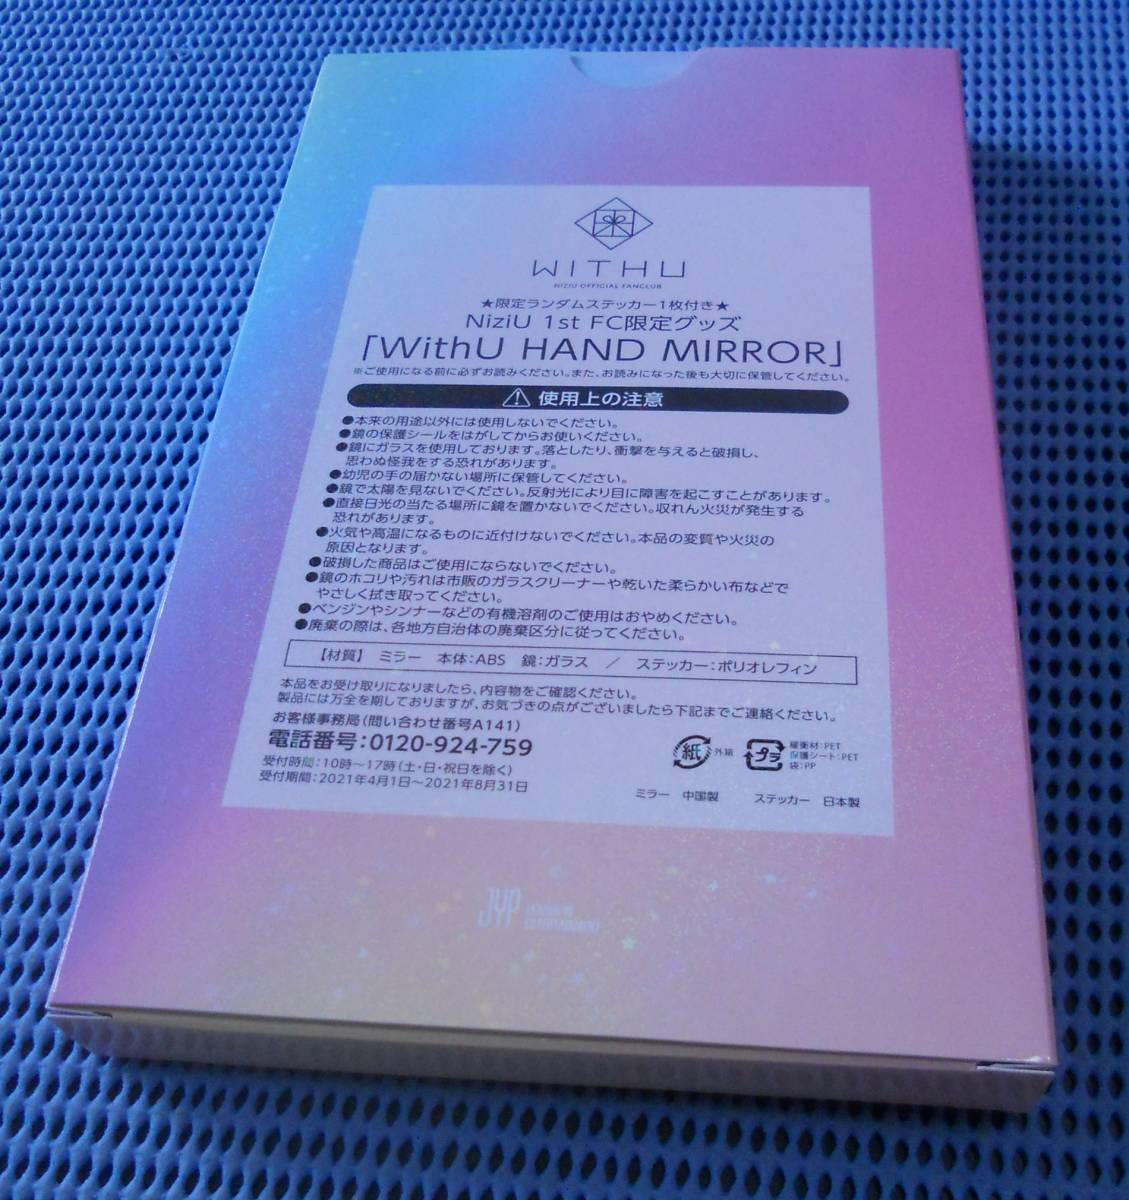 WITHU
NIZIU OFFICIAL FANCLUB
★限定ランダムステッカー1枚付き★
NiziU 1st FC限定グッズ
「WithU HAND MIRROR」
※ご使用になる前に必ずお読みください。また、お読みになった後も大切に保管してください。
使用上の注意
●本来の用途以外には使用しないでください。
●鏡の保護シールをはがしてからお使いください。
●鏡にガラスを使用しております。落としたり、衝撃を与えると破損し、
思わぬ怪我をする恐れがあります。
●幼児の手の届かない場所に保管してください。
●鏡で太陽を見ないでください。反射光により目に障害を起こすことがあります。
●直接日光の当たる場所に鏡を置かないでください。収れん火災が発生する
恐れがあります。
●火気や高温になるものに近付けないでください。本品の変質や火災の
原因となります。
●破損した商品はご使用にならないでください。
●鏡のホコリや汚れは市販のガラスクリーナーや乾いた柔らかい布などで
やさしく拭き取ってください。
●ベンジンやシンナーなどの有機溶剤のご使用はおやめください。
●廃棄の際は、各地方自治体の廃棄区分に従ってください。
【材質】 ミラー 本体：ABS 鏡：ガラス ／ ステッカー：ポリオレフィン
本品をお受け取りになりましたら、内容物をご確認ください。
製品には万全を期しておりますが、お気づきの点がございましたら下記までご連絡ください。
お客様事務局（問い合わせ番号A141）
電話番号：0120-924-759
受付時間：10時～17時（土・日・祝日を除く）
受付期間：2021年4月1日～2021年8月31日
紙 外箱
プラ 緩衝材：PET
保護シート：PET
袋：PP
ミラー 中国製 ステッカー 日本製
JYP LEADER IN
ENTERTAINMENT